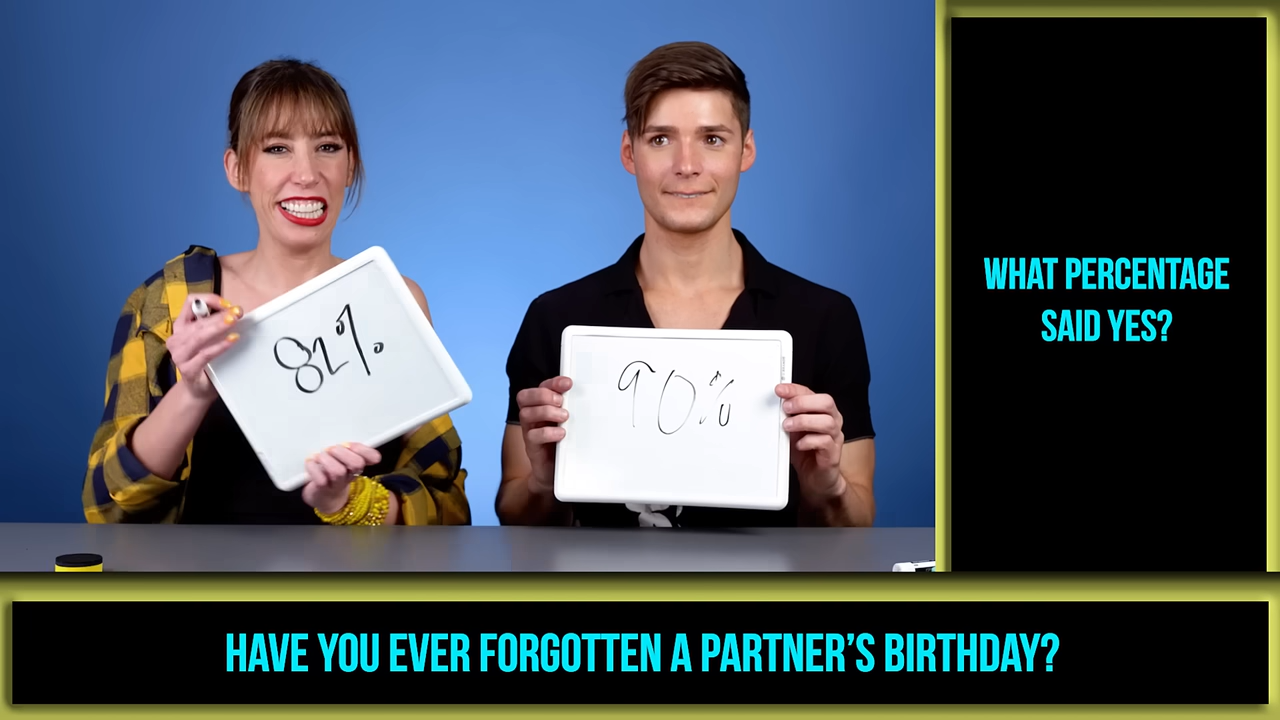 82%
90%
WHAT PERCENTAGE
SAID YES?
HAVE YOU EVER FORGOTTEN A PARTNER'S BIRTHDAY?